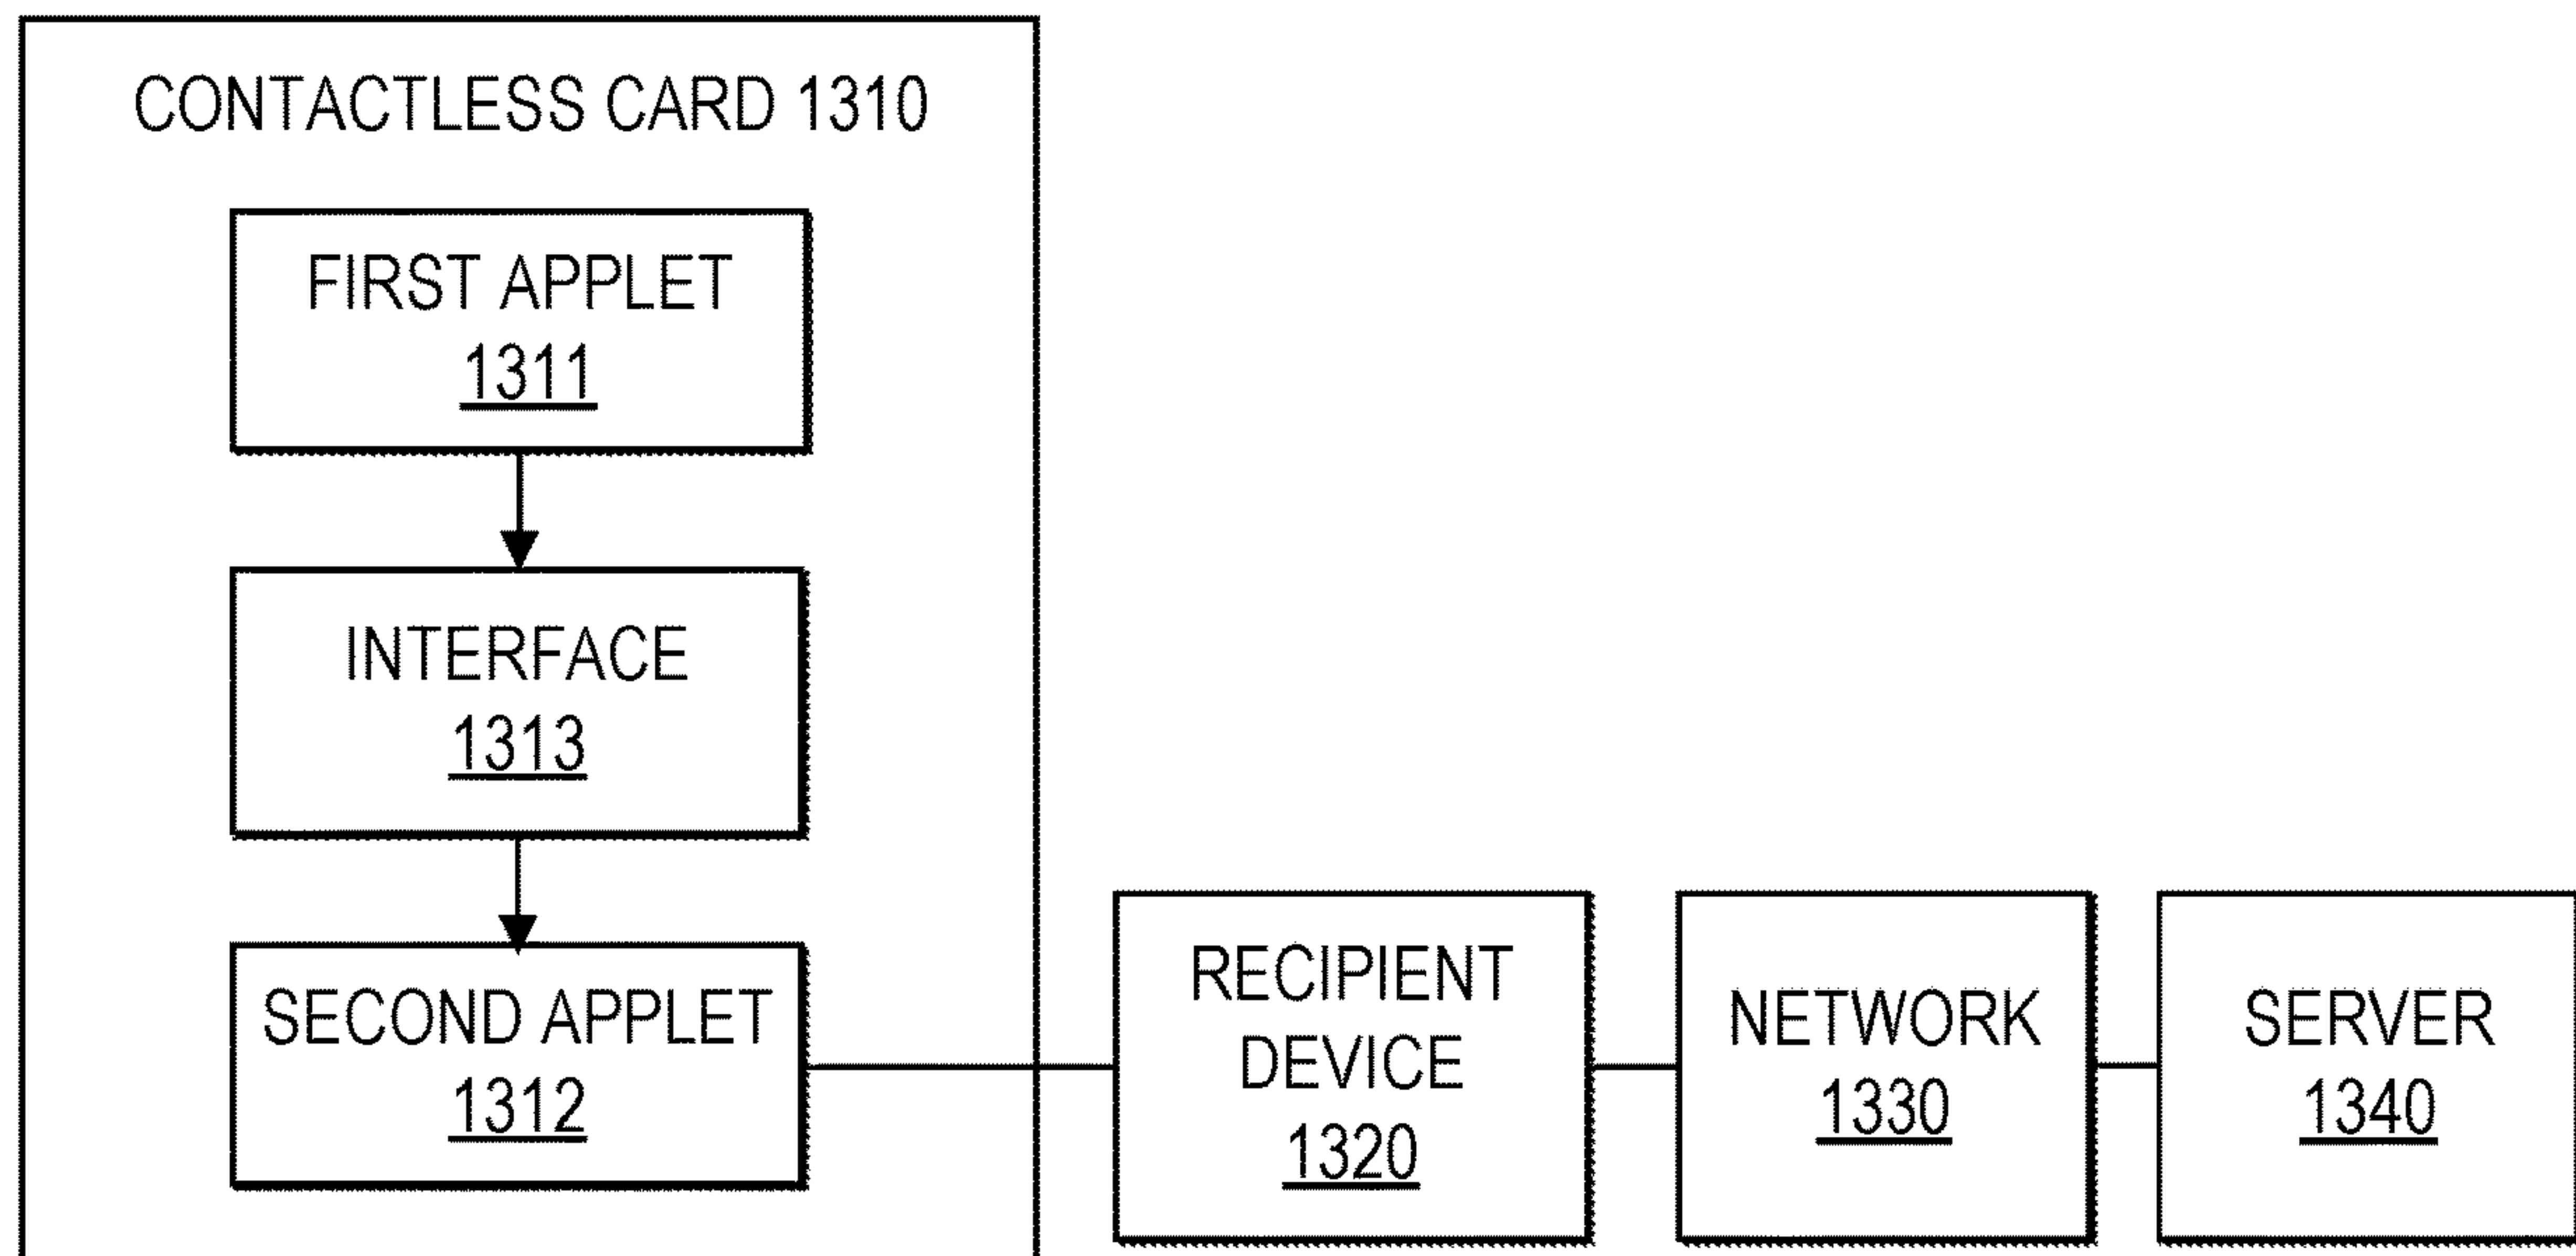 CONTACTLESS CARD 1310
FIRST APPLET
1311
INTERFACE
1313
SECOND APPLET
1312
RECIPIENT
DEVICE
1320
NETWORK
1330
SERVER
1340